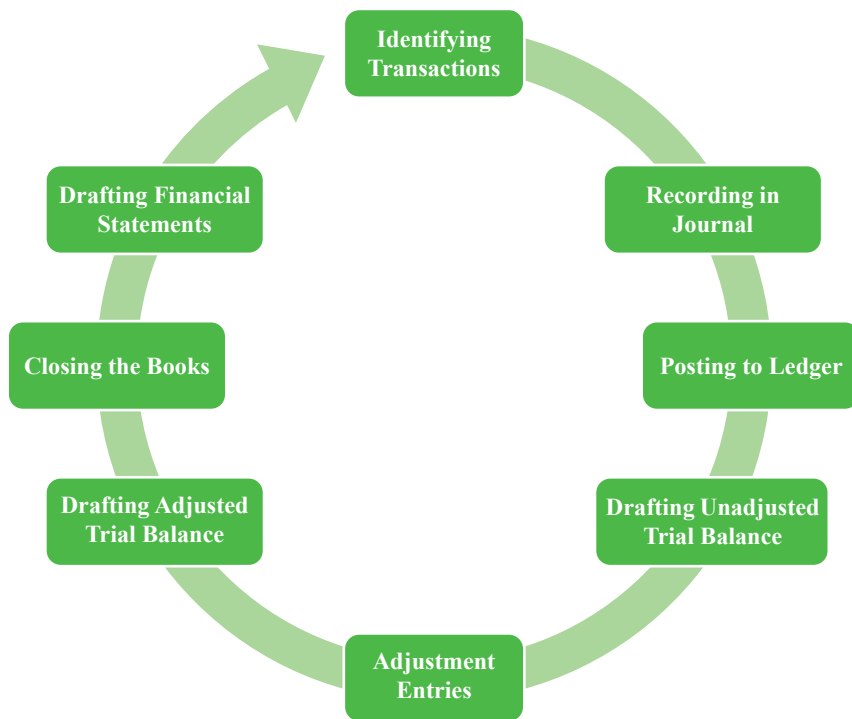 Identifying
Transactions
Recording in
Journal
Posting to Ledger
Drafting Unadjusted
Trial Balance
Adjustment
Entries
Drafting Adjusted
Trial Balance
Closing the Books
Drafting Financial
Statements